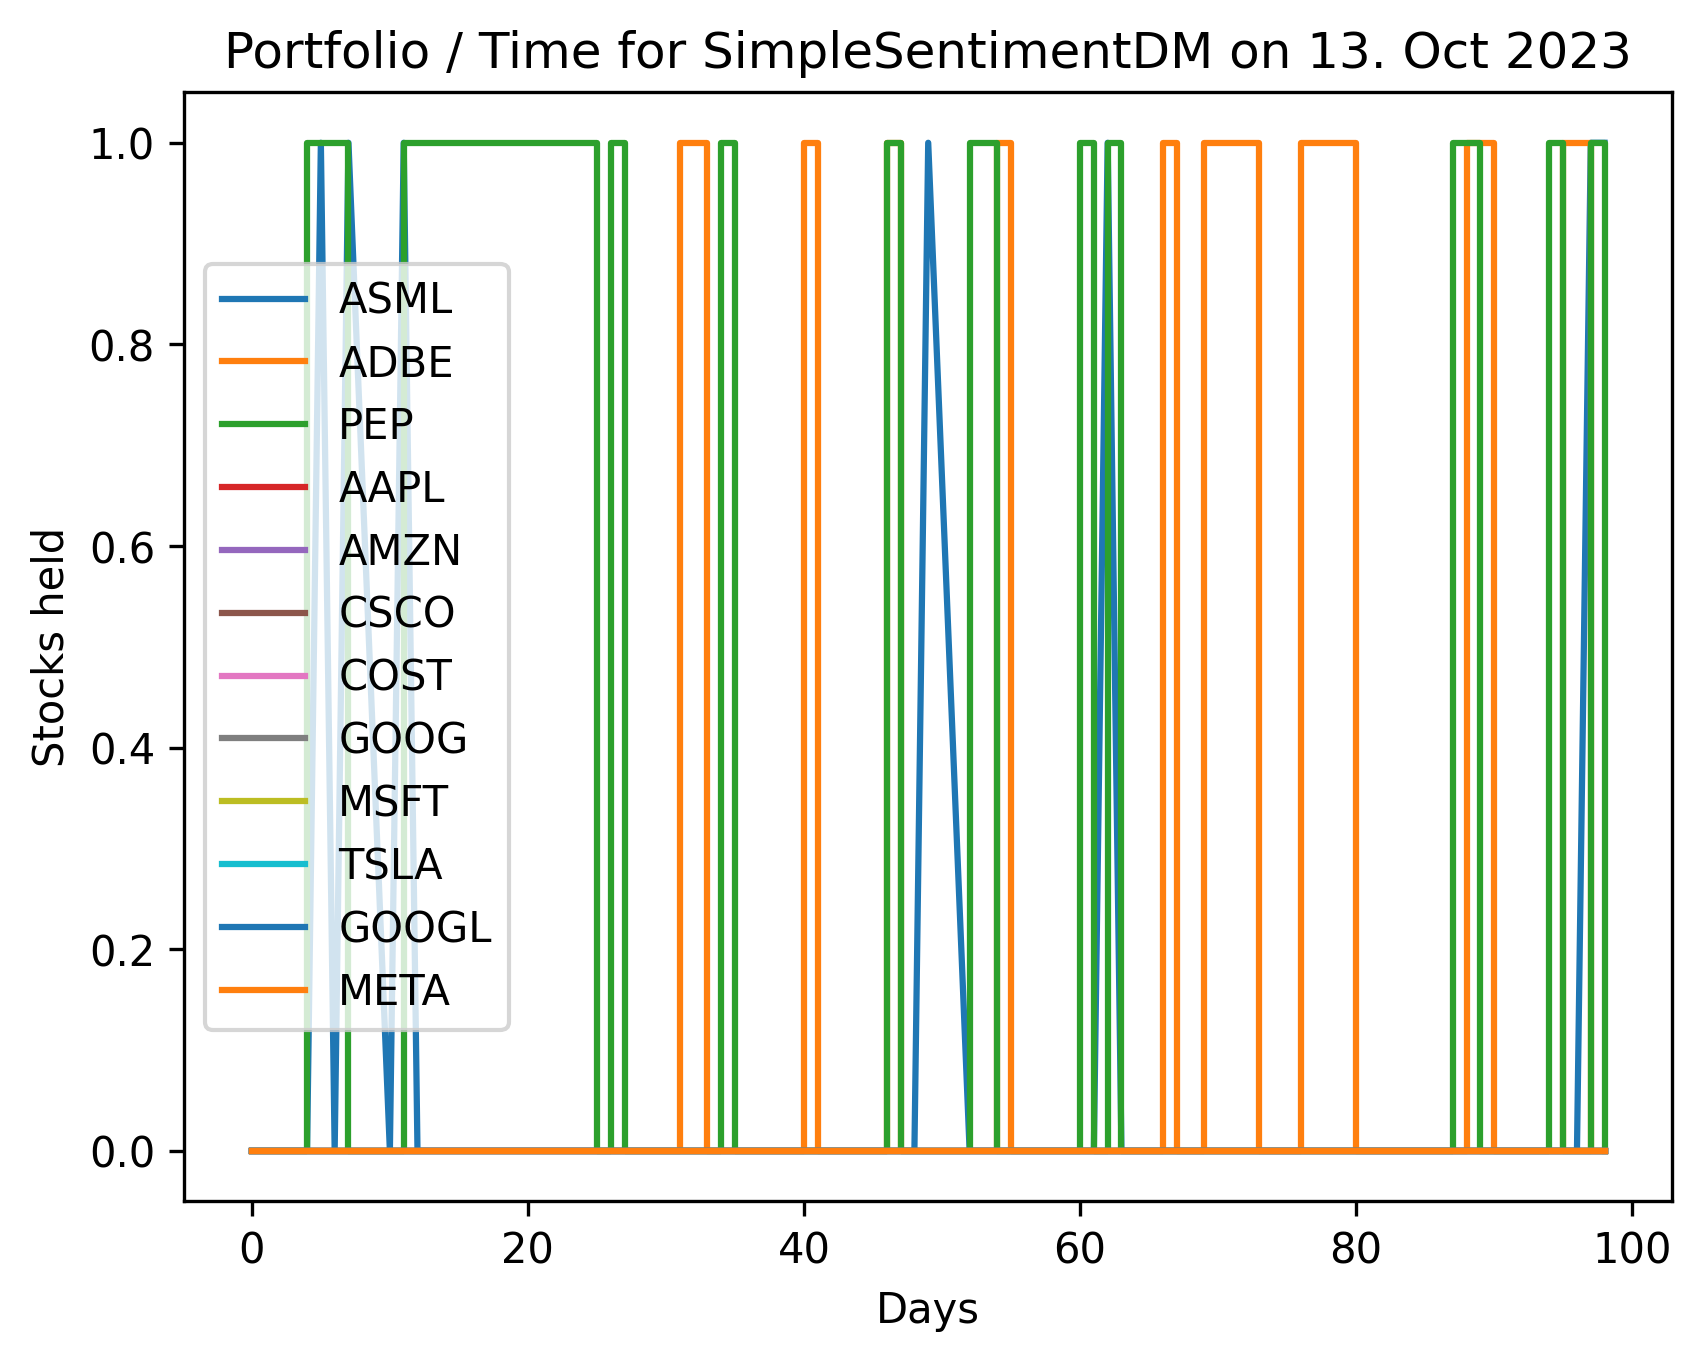 Portfolio / Time for SimpleSentimentDM on 13. Oct 2023
1.0
0.8
0.6
0.4
0.2
0.0
Stocks held
ASML
ADBE
PEP
AAPL
AMZN
CSCO
COST
GOOG
MSFT
TSLA
GOOGL
META
0 20 40 60 80 100
Days